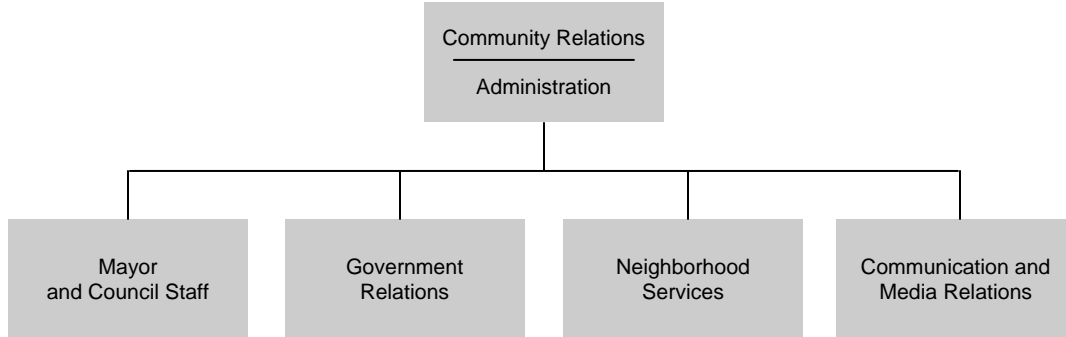 Community Relations
Administration
Mayor
and Council Staff
Government
Relations
Neighborhood
Services
Communication and
Media Relations